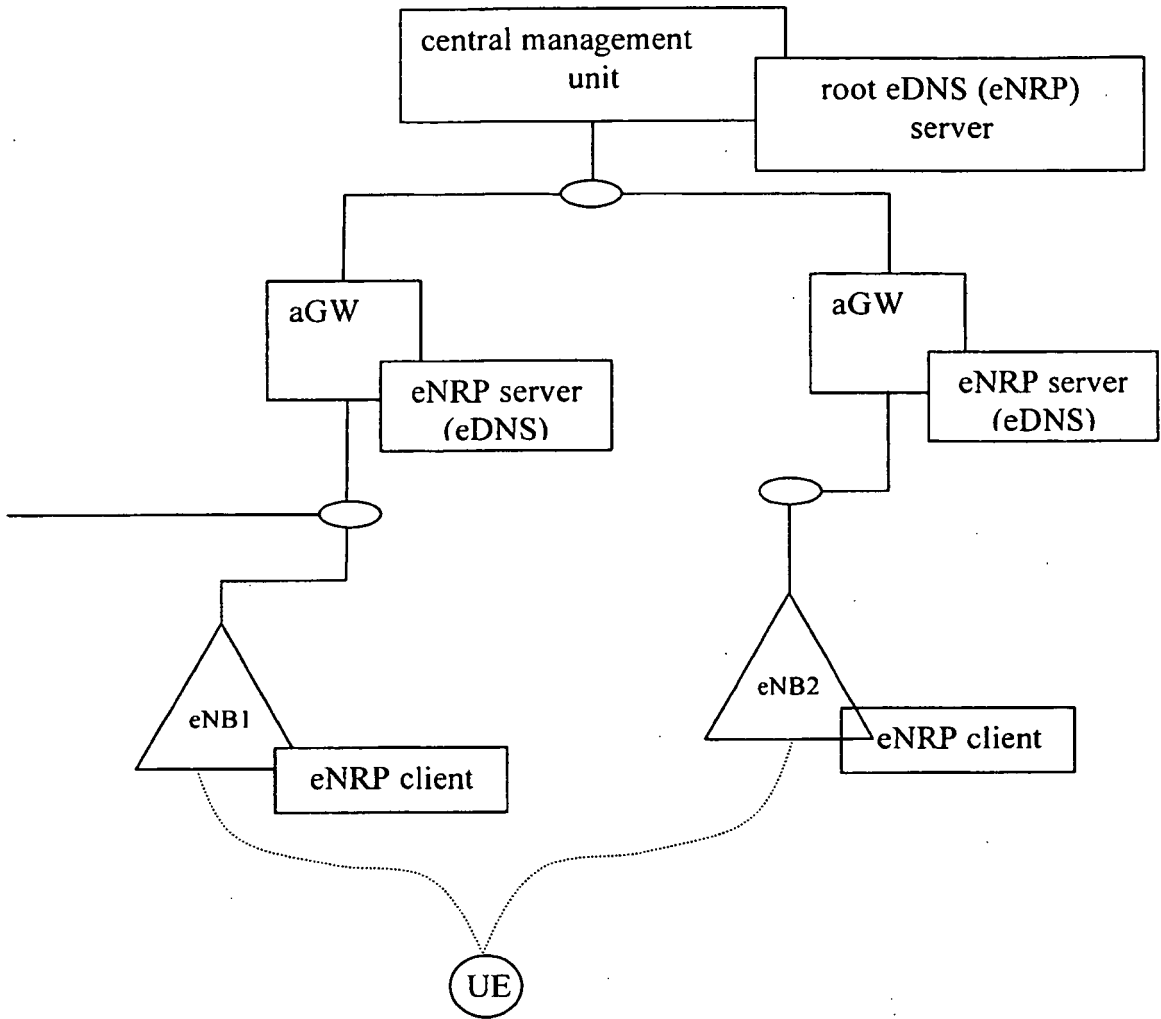 central management
unit
root eDNS (eNRP)
server
aGW
eNRP server
(eDNS)
aGW
eNRP server
(eDNS)
eNB1
eNRP client
eNB2
eNRP client
UE